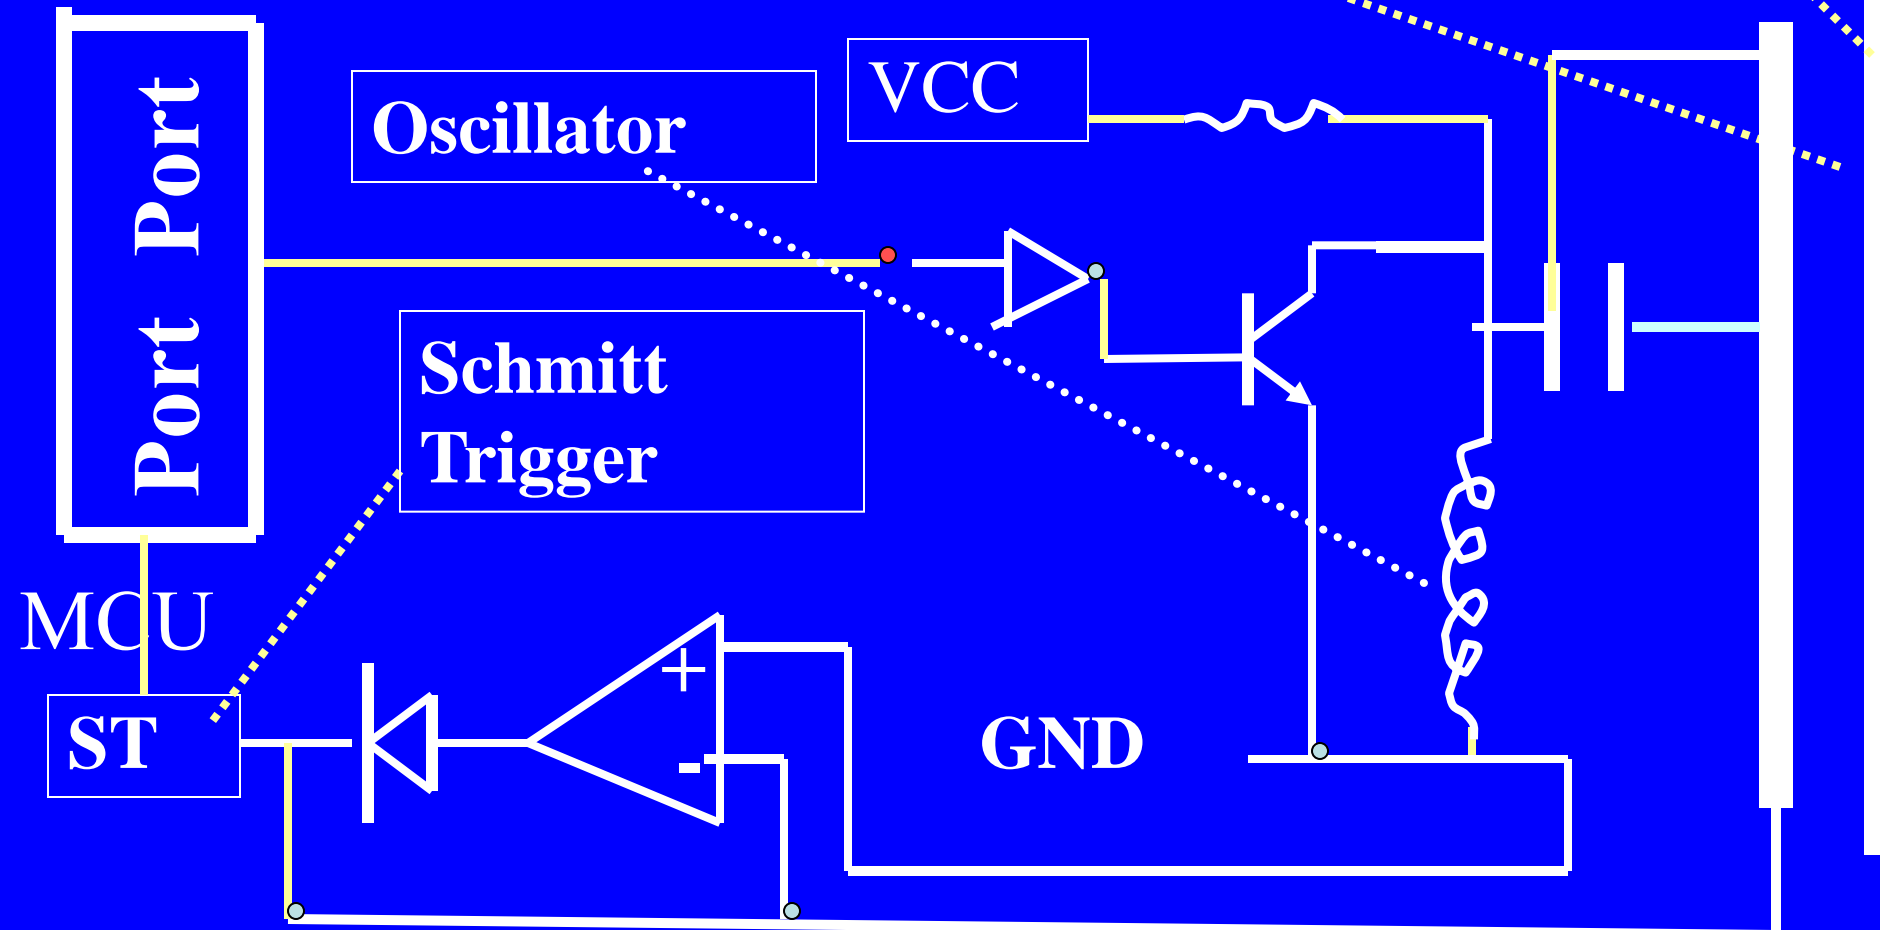 Port Port
Oscillator
VCC
Schmitt
Trigger
MCU
ST
+
-
GND